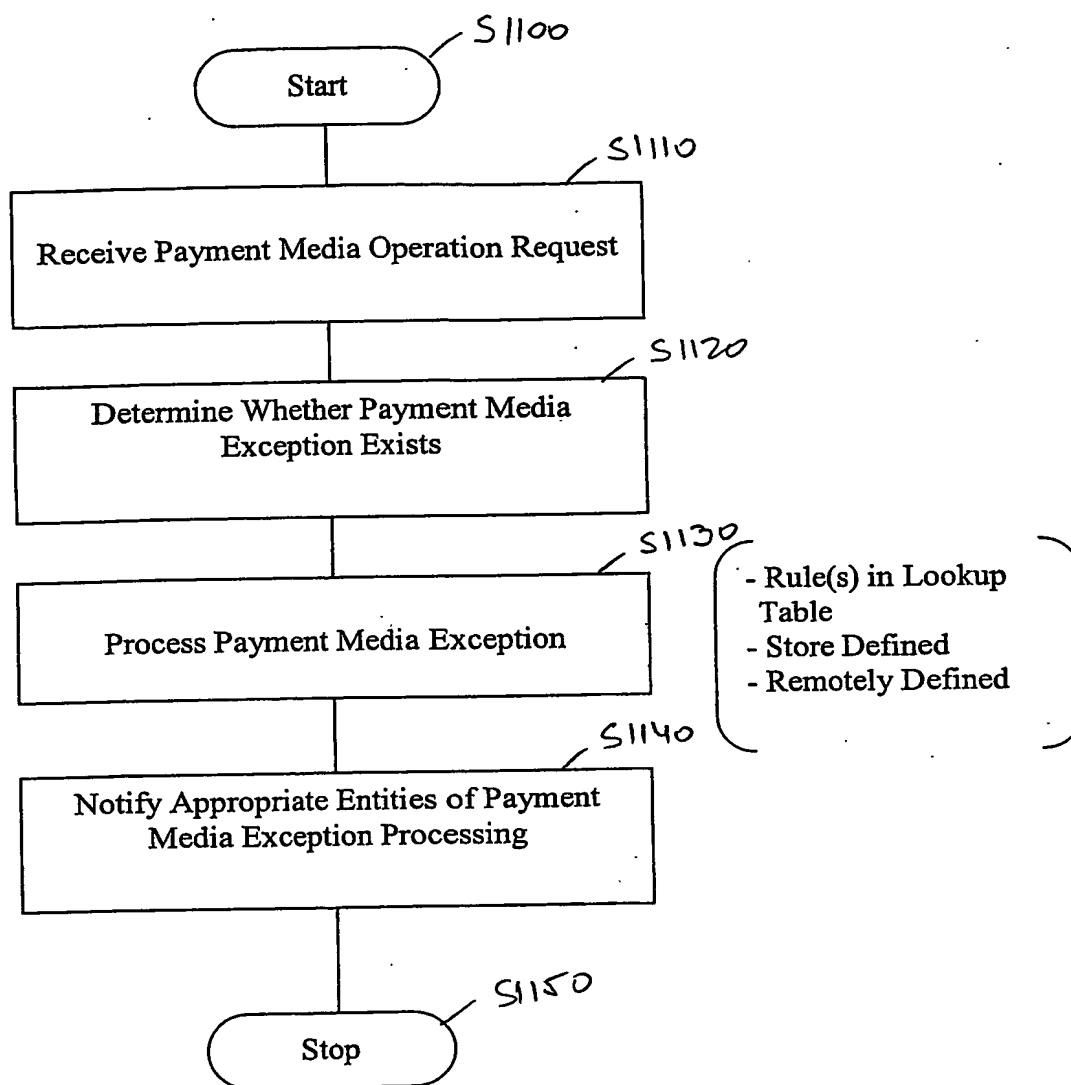 S1100
Start
S1110
Receive Payment Media Operation Request
S1120
Determine Whether Payment Media
Exception Exists
S1130
Process Payment Media Exception
- Rule(s) in Lookup
Table
- Store Defined
- Remotely Defined
S1140
Notify Appropriate Entities of Payment
Media Exception Processing
S1150
Stop